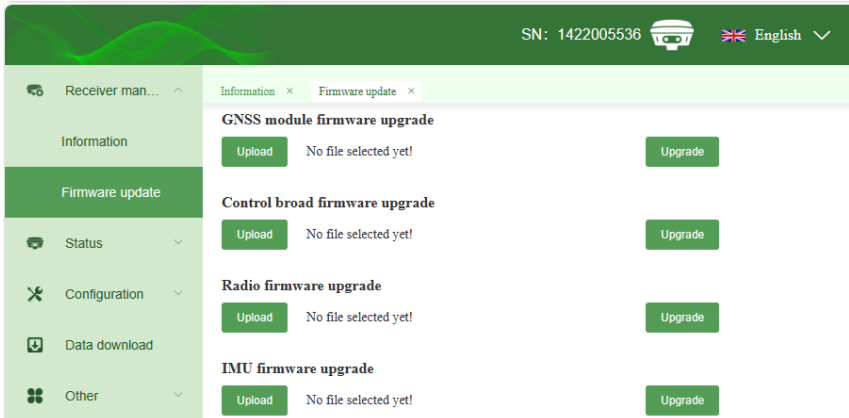 SN: 1422005536 English
Receiver man...
Information
Firmware update
Status
Configuration
Data download
Other
Information × Firmware update ×
GNSS module firmware upgrade
Upload No file selected yet! Upgrade
Control broad firmware upgrade
Upload No file selected yet! Upgrade
Radio firmware upgrade
Upload No file selected yet! Upgrade
IMU firmware upgrade
Upload No file selected yet! Upgrade